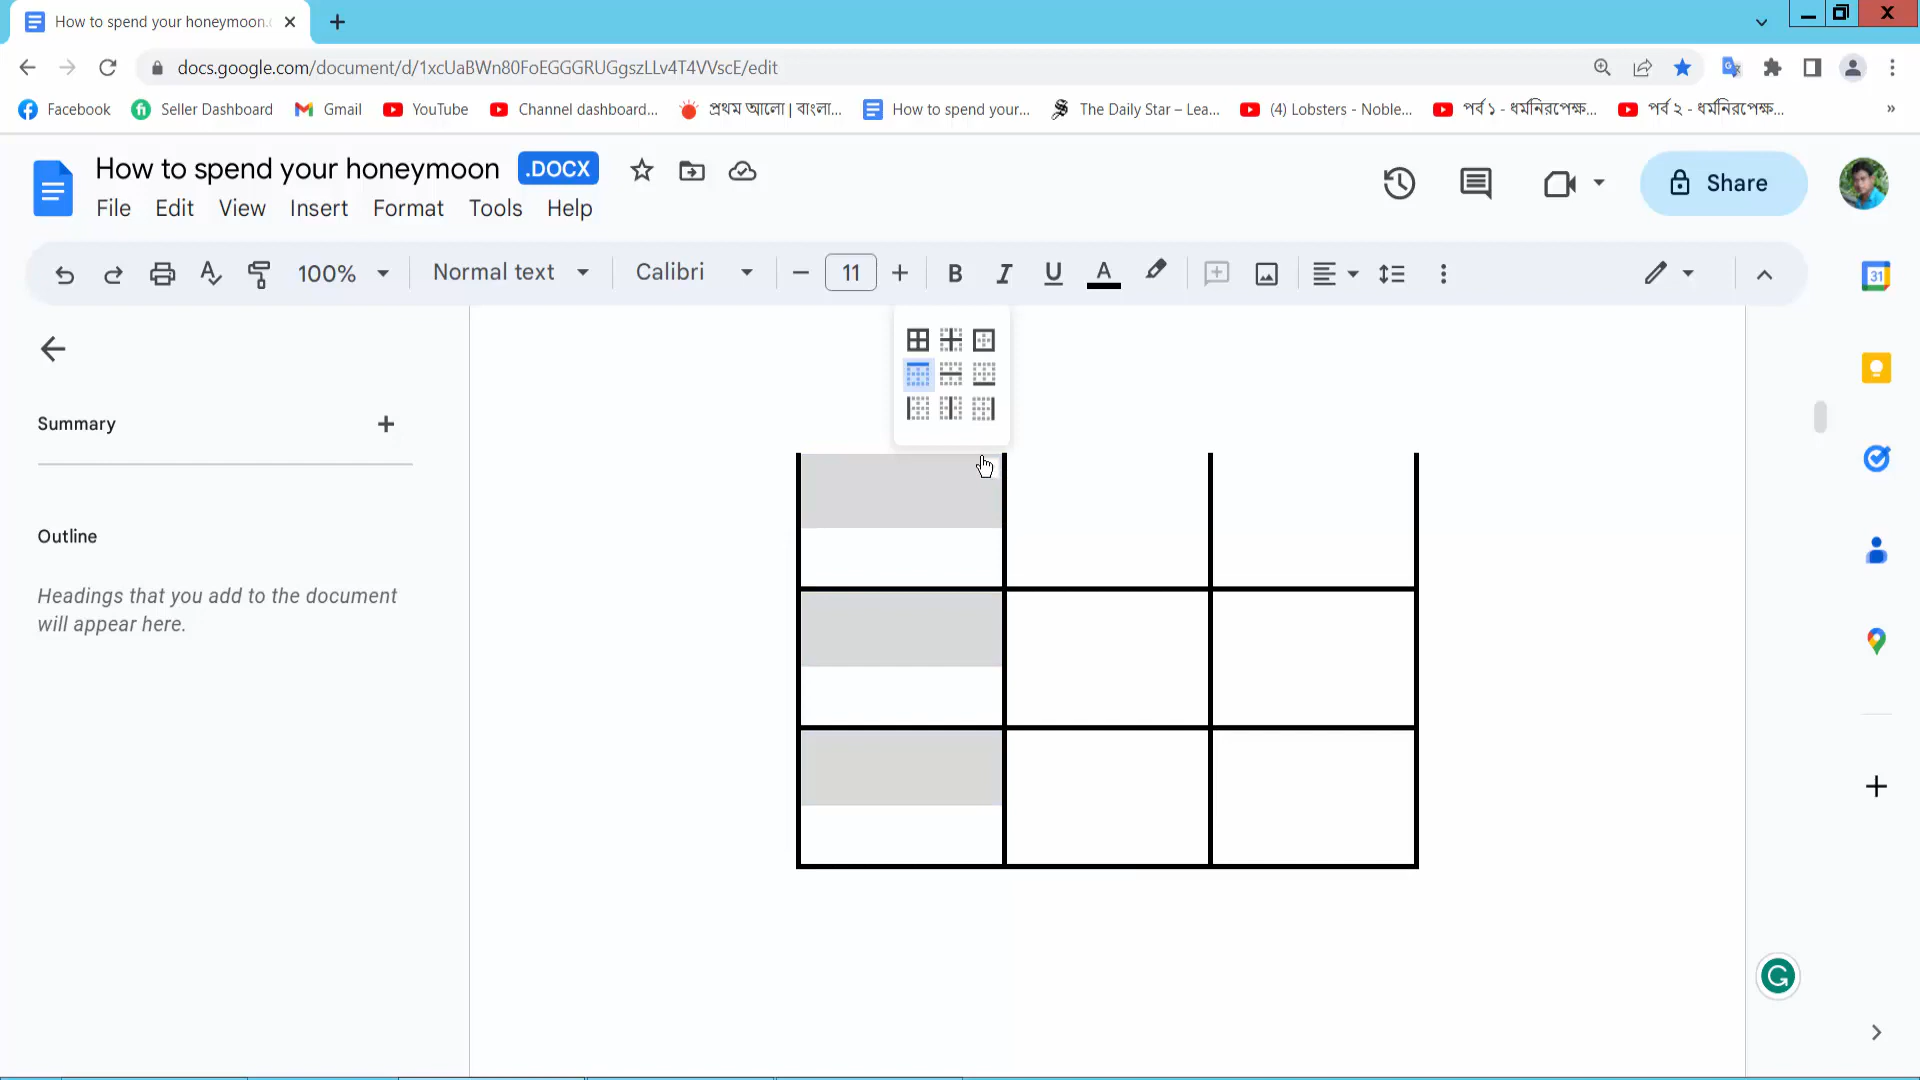 How to spend your honeymoon.
docs.google.com/document/d/1xcUaBWn80FoEGGGRUGgszLLv4T4VVscE/edit
Facebook Seller Dashboard Gmail YouTube Channel dashboard... প্রথম আলো | বাংলা... How to spend your... The Daily Star – Lea... (4) Lobsters - Noble... পর্ব ১ - ধর্মনিরপেক্ষ... পর্ব ২ - ধর্মনিরপেক্ষ... »
How to spend your honeymoon .DOCX
File Edit View Insert Format Tools Help
Share
100% Normal text Calibri 11 B I U A
31
Summary
Outline
Headings that you add to the document
will appear here.